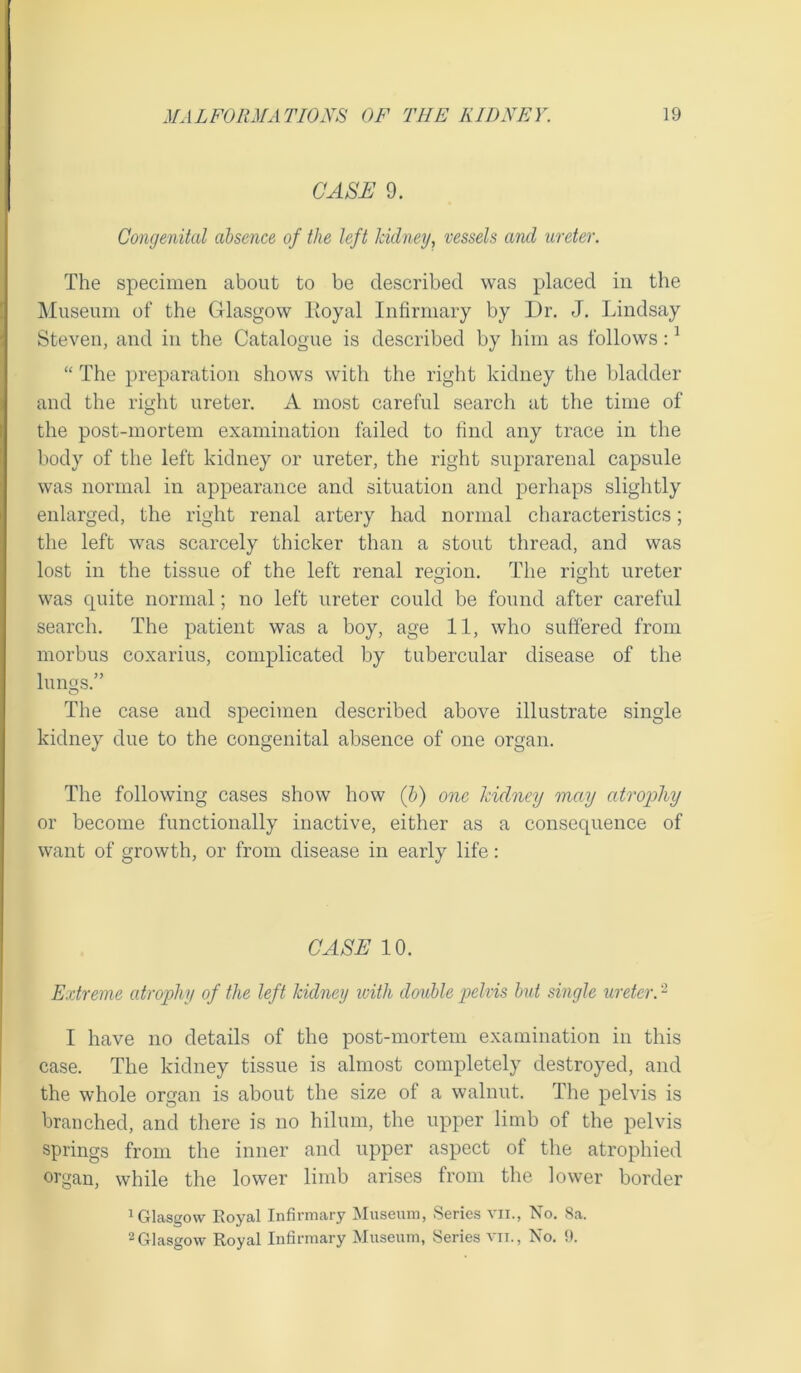 MALFORMATIONS OF THE KIDNEY. 19
CASE 9.
Congenital absence of the left kidney, vessels and ureter.
The specimen about to be described was placed in the
Museum of the Glasgow Royal Infirmary by Dr. J. Lindsay
Steven, and in the Catalogue is described by him as follows: 1
“ The preparation shows with the right kidney the bladder
and the right ureter. A most careful search at the time of
the post-mortem examination failed to find any trace in the
body of the left kidney or ureter, the right suprarenal capsule
was normal in appearance and situation and perhaps slightly
enlarged, the right renal artery had normal characteristics;
the left was scarcely thicker than a stout thread, and was
lost in the tissue of the left renal region. The right ureter
was quite normal; no left ureter could be found after careful
search. The patient was a boy, age 11, who suffered from
morbus coxarius, complicated by tubercular disease of the
lungs.”
The case and specimen described above illustrate single
kidney due to the congenital absence of one organ.
The following cases show how (b) one kidney may atrophy
or become functionally inactive, either as a consequence of
want of growth, or from disease in early life:
CASE 10.
Extreme atrophy of the left kidney with double pelvis but single ureter. 2
I have no details of the post-mortem examination in this
case. The kidney tissue is almost completely destroyed, and
the whole organ is about the size of a walnut. The pelvis is
branched, and there is no hilum, the upper limb of the pelvis
springs from the inner and upper aspect of the atrophied
organ, while the lower limb arises from the lower border
1 Glasgow Royal Infirmary Museum, Series VII., No. 8a.
2 Glasgow Royal Infirmary Museum, Series VII., No. 9.